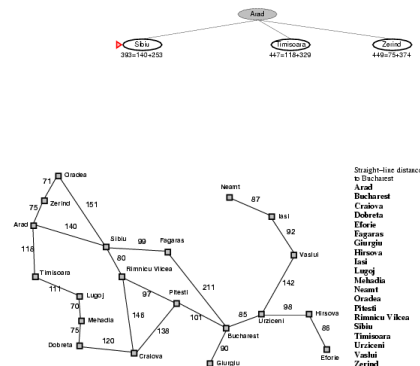 Arad
Sibiu
Timisoara
Zerind
393=140+253
447=118+329
449=75+374
Oradea
71
Neamt
Zerind
151
87
75
Iasi
Arad
140
92
Sibiu
99
Fagaras
118
Vaslui
80
Timisoara
Rimnicu Vilcea
142
111
Lugoj
97
Pitesti
211
70
98
Hirsova
Mehadia
146
101
85
Urziceni
75
138
86
Dobreta
120
Bucharest
Craiova
90
Eforie
Giurgiu
Straight−line distance
to Bucharest
Arad
Bucharest
Craiova
Dobreta
Eforie
Fagaras
Giurgiu
Hirsova
Iasi
Lugoj
Mehadia
Neamt
Oradea
Pitesti
Rimnicu Vilcea
Sibiu
Timisoara
Urziceni
Vaslui
Zerind